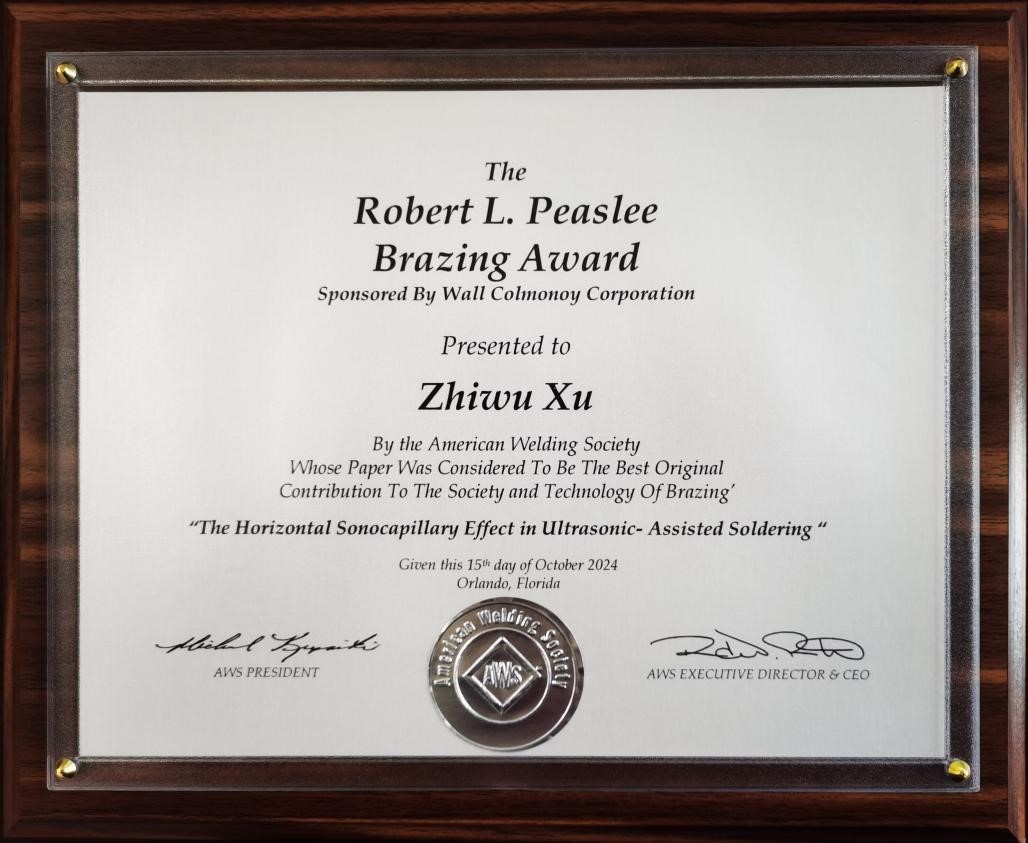 The
Robert L. Peaslee
Brazing Award
Sponsored By Wall Colmonoy Corporation
Presented to
Zhiwu Xu
By the American Welding Society
Whose Paper Was Considered To Be The Best Original
Contribution To The Society and Technology Of Brazing’
“The Horizontal Sonocapillary Effect in Ultrasonic- Assisted Soldering “
Given this 15th day of October 2024
Orlando, Florida
American Welding Society
AWS
AWS PRESIDENT
AWS EXECUTIVE DIRECTOR & CEO